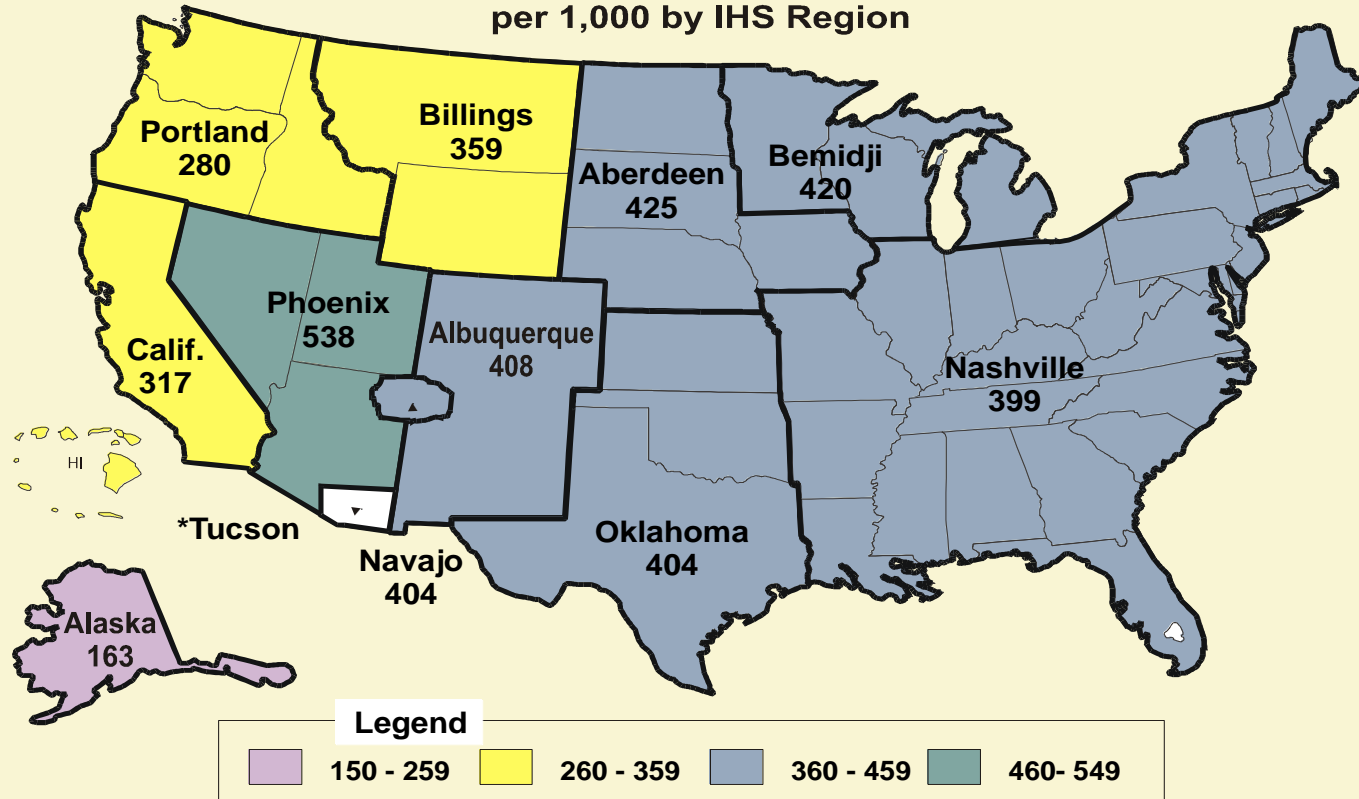 per 1,000 by IHS Region
Portland
280
Billings
359
Aberdeen
425
Bemidji
420
Phoenix
538
Albuquerque
408
Calif.
317
Nashville
399
HI
*Tucson
Navajo
404
Oklahoma
404
Alaska
163
Legend
150 - 259
260 - 359
360 - 459
460- 549